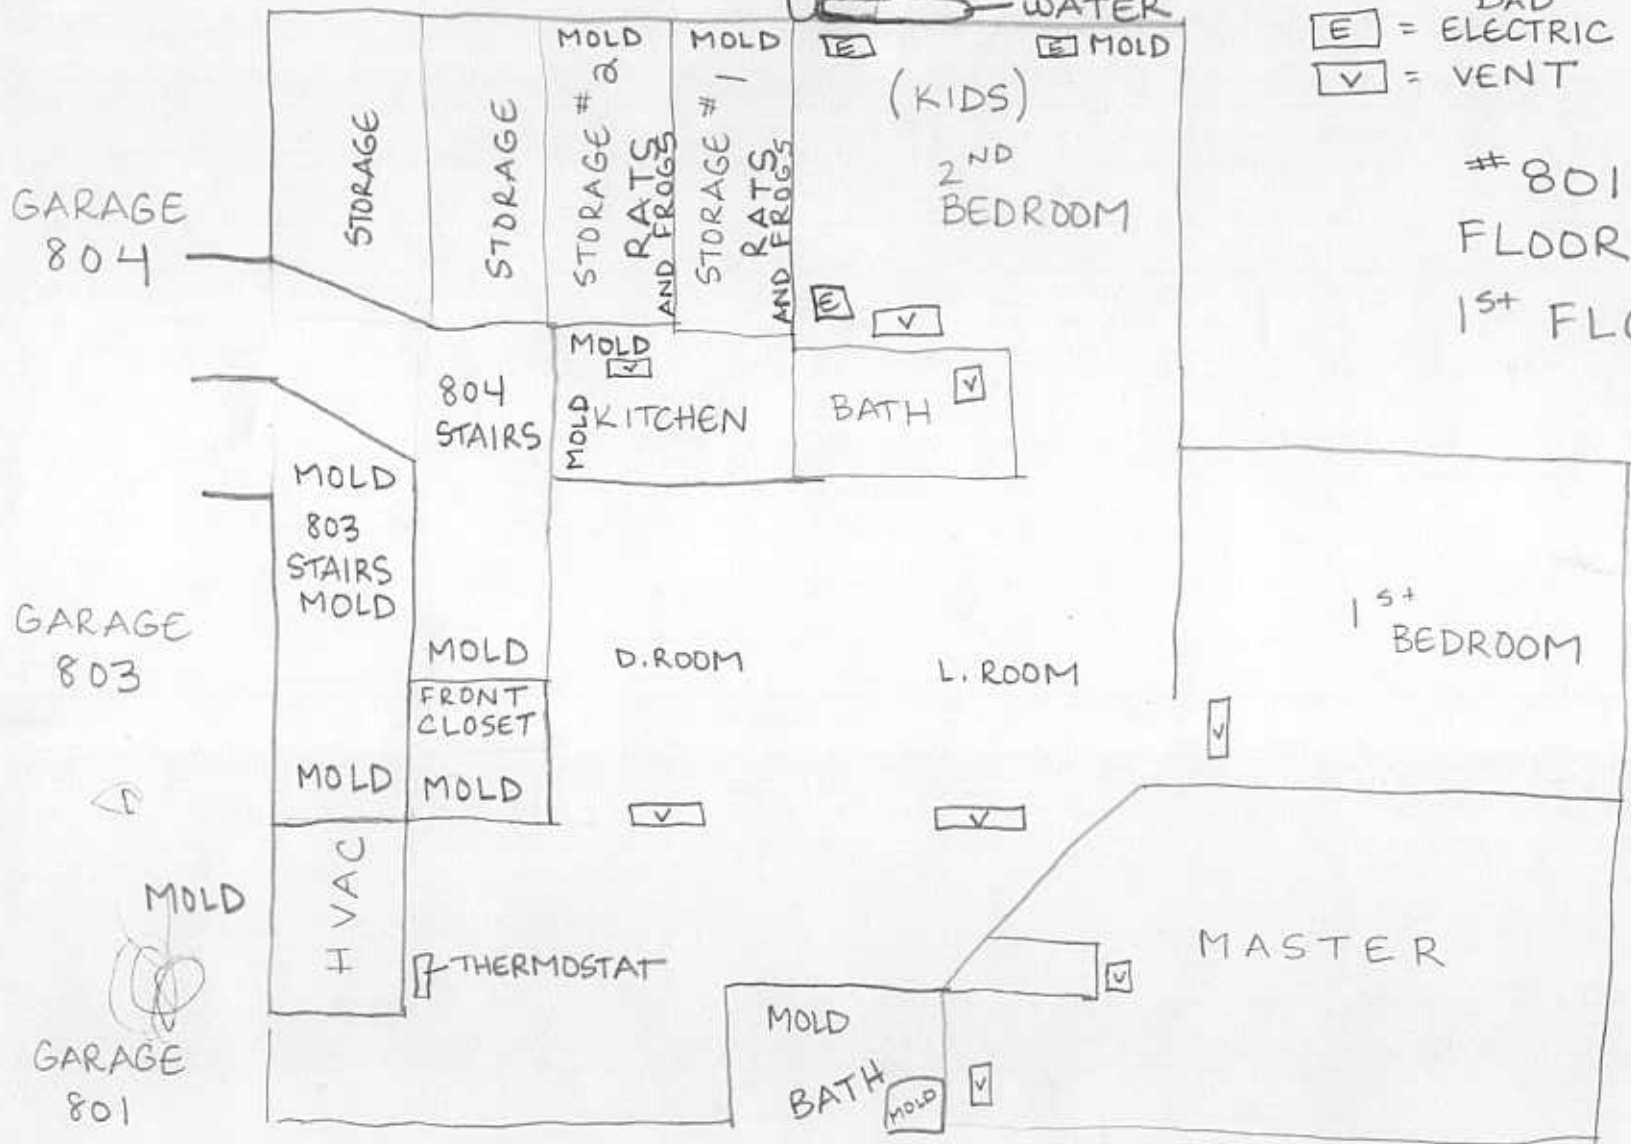 WATER
BAD
E = ELECTRIC
V = VENT
#801
FLOOR
1st FLO
MOLD
MOLD
E
E MOLD
(KIDS)
2ND
BEDROOM
STORAGE
STORAGE
STORAGE #2
RATS
AND FROGS
STORAGE #1
RATS
AND FROGS
GARAGE
804
E
V
MOLD
V
MOLD
KITCHEN
BATH
V
804
STAIRS
MOLD
803
STAIRS
MOLD
GARAGE
803
MOLD
FRONT
CLOSET
MOLD
MOLD
D.ROOM
L. ROOM
1st
BEDROOM
V
V
V
HVAC
MOLD
THERMOSTAT
MASTER
V
MOLD
BATH
MOLD
V
GARAGE
801